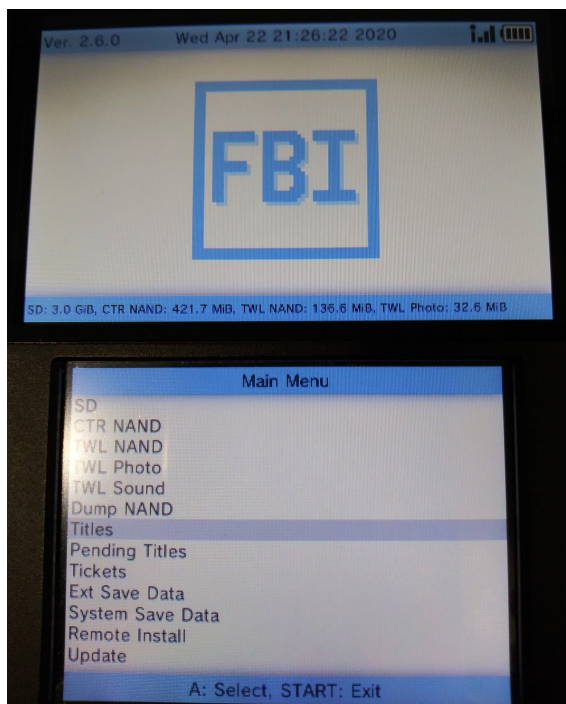 Ver. 2.6.0 Wed Apr 22 21:26:22 2020
FBI
SD: 3.0 GiB, CTR NAND: 421.7 MiB, TWL NAND: 136.6 MiB, TWL Photo: 32.6 MiB
Main Menu
SD
CTR NAND
TWL NAND
TWL Photo
TWL Sound
Dump NAND
Titles
Pending Titles
Tickets
Ext Save Data
System Save Data
Remote Install
Update
A: Select, START: Exit